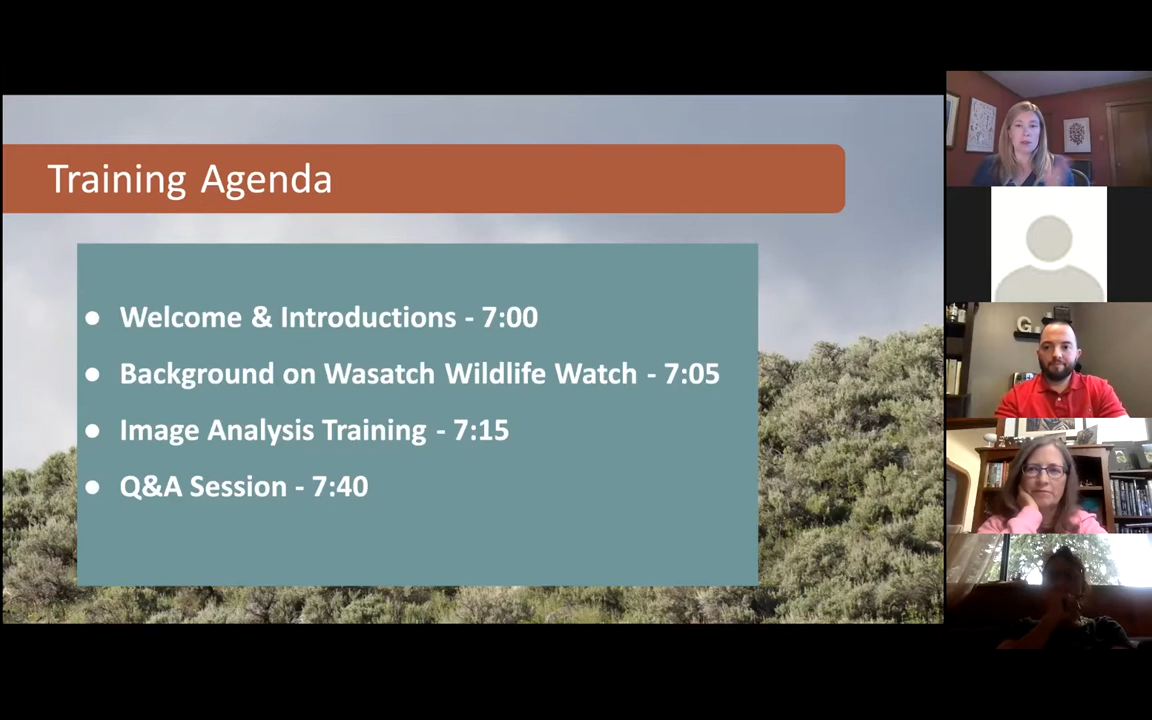 Training Agenda
● Welcome & Introductions - 7:00
● Background on Wasatch Wildlife Watch - 7:05
● Image Analysis Training - 7:15
● Q&A Session - 7:40
G